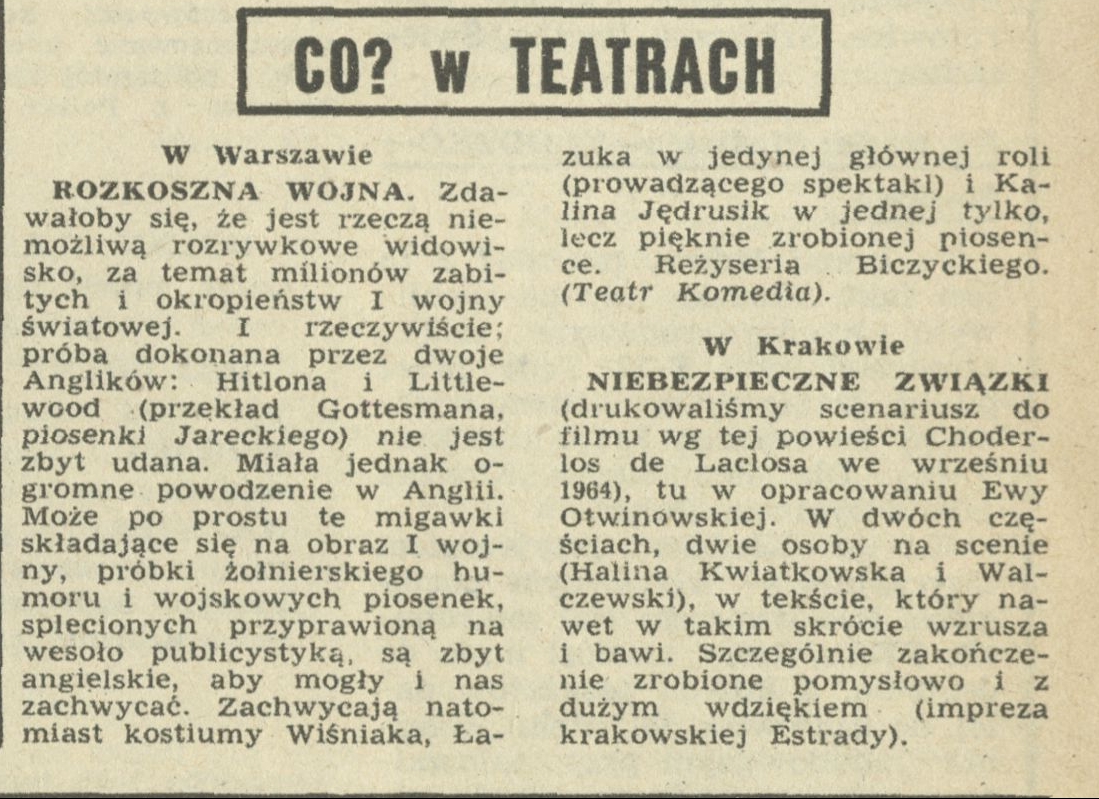 CO? w TEATRACH
W Warszawie
ROZKOSZNA WOJNA. Zda-
wałoby się, że jest rzeczą nie-
możliwą rozrywkowe widowi-
sko, za temat milionów zabi-
tych i okropieństw I wojny
światowej. I rzeczywiście;
próba dokonana przez dwoje
Anglików: Hitlona i Little-
wood (przekład Gottesmana,
piosenki Jareckiego) nie jest
zbyt udana. Miała jednak o-
gromne powodzenie w Anglii.
Może po prostu te migawki
składające się na obraz I woj-
ny, próbki żołnierskiego hu-
moru i wojskowych piosenek,
splecionych przyprawioną na
wesoło publicystyką, są zbyt
angielskie, aby mogły i nas
zachwycać. Zachwycają nato-
miast kostiumy Wiśniaka, Ła-
zuka w jedynej głównej roli
(prowadzącego spektakl) i Ka-
lina Jędrusik w jednej tylko,
lecz pięknie zrobionej piosen-
ce. Reżyseria Biczyckiego.
(Teatr Komedia).
W Krakowie
NIEBEZPIECZNE ZWIĄZKI
(drukowaliśmy scenariusz do
filmu wg tej powieści Choder-
los de Laclosa we wrześniu
1964), tu w opracowaniu Ewy
Otwinowskiej. W dwóch czę-
ściach, dwie osoby na scenie
(Halina Kwiatkowska i Wal-
czewski), w tekście, który na-
wet w takim skrócie wzrusza
i bawi. Szczególnie zakończe-
nie zrobione pomysłowo i z
dużym wdziękiem (impreza
krakowskiej Estrady).